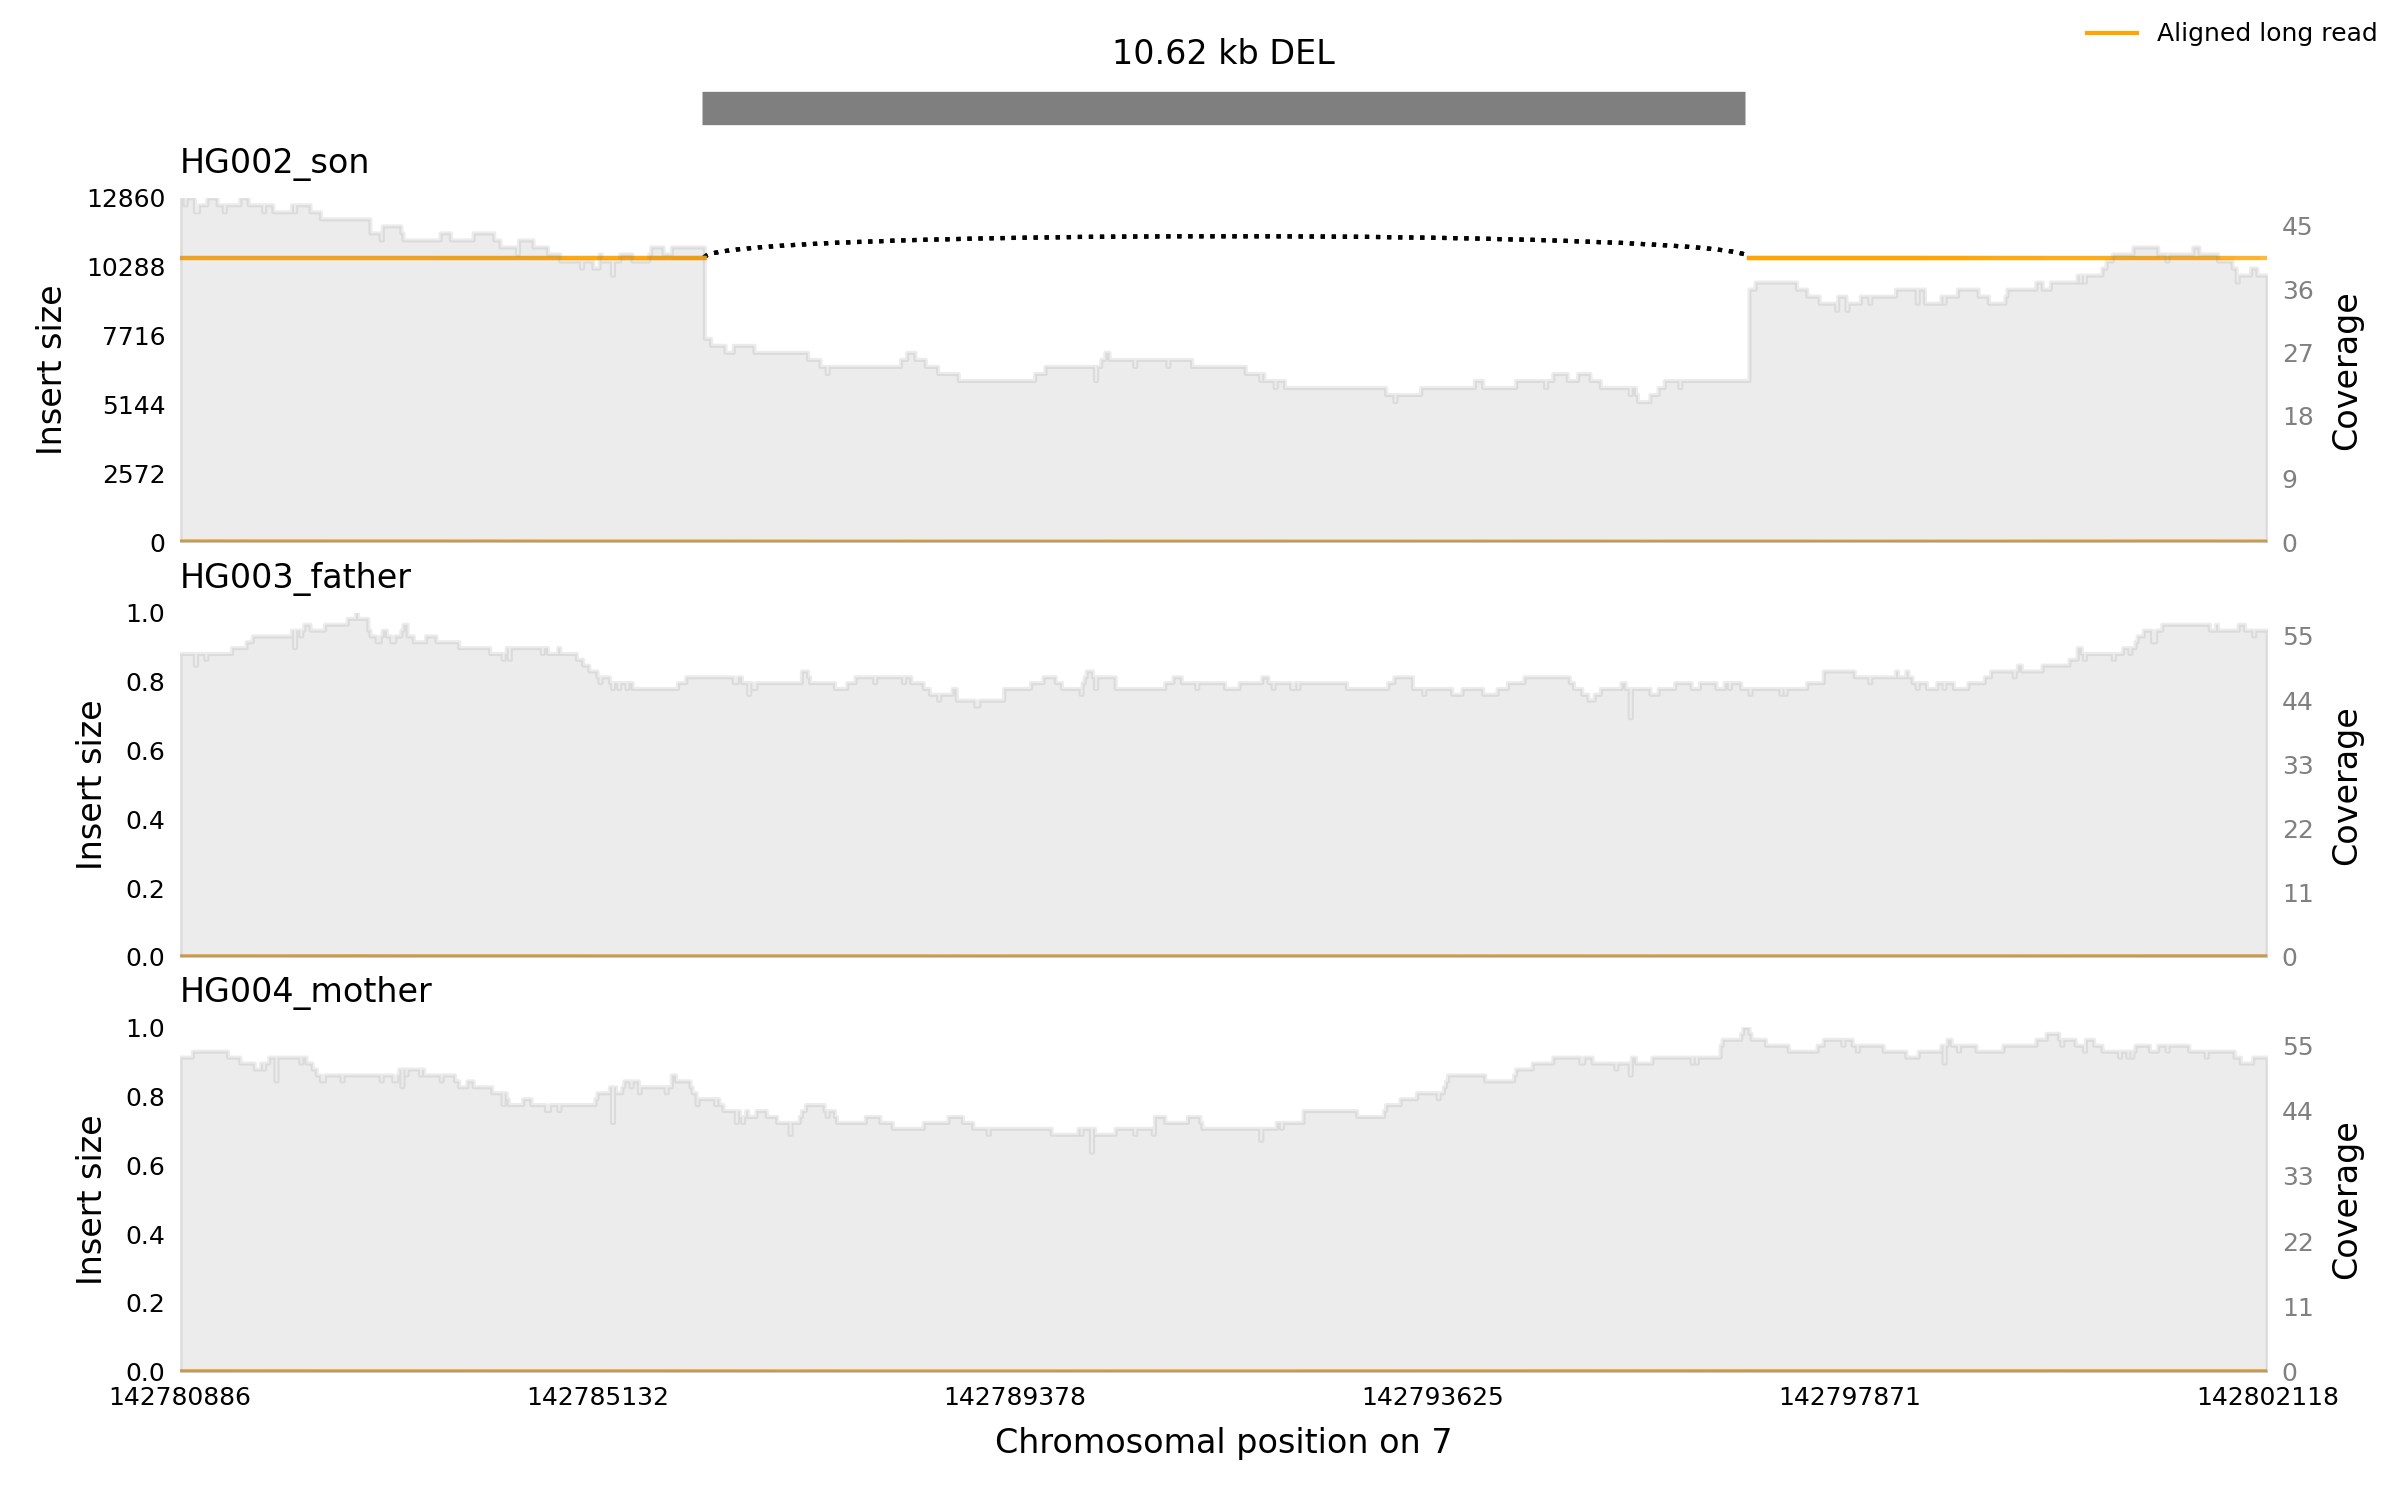 Aligned long read
10.62 kb DEL
HG002_son
12860
10288
7716
5144
2572
0
Insert size
45
36
27
18
9
0
Coverage
HG003_father
1.0
0.8
0.6
0.4
0.2
0.0
Insert size
55
44
33
22
11
0
Coverage
HG004_mother
1.0
0.8
0.6
0.4
0.2
0.0
Insert size
55
44
33
22
11
0
Coverage
142780886 142785132 142789378 142793625 142797871 142802118
Chromosomal position on 7